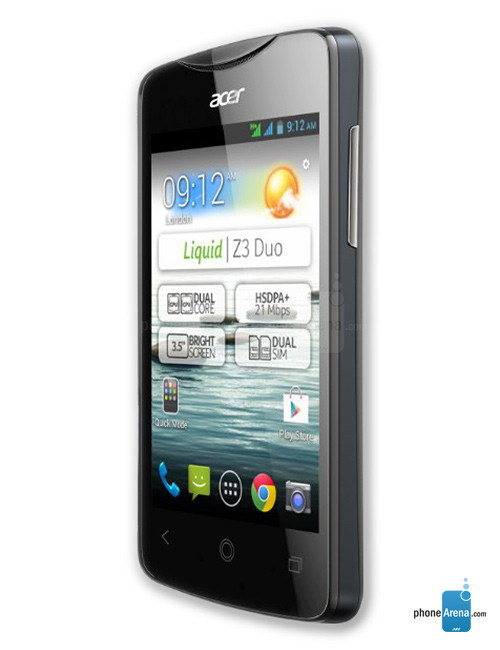 acer
9:12 AM
09:12 AM
London
Liquid | Z3 Duo
DUAL CORE
HSDPA+ 21 Mbps
3.5" BRIGHT SCREEN
DUAL SIM
Quick Mode
Play Store
phoneArena.com